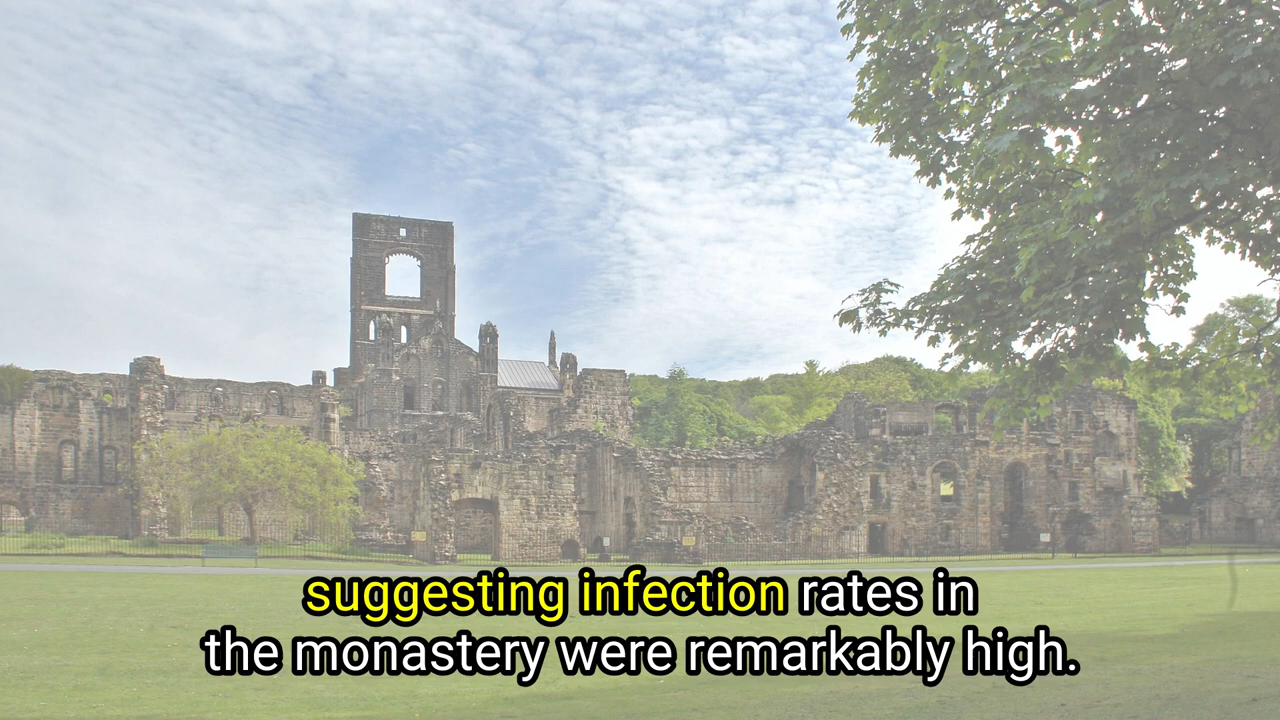 suggesting infection rates in
the monastery were remarkably high.